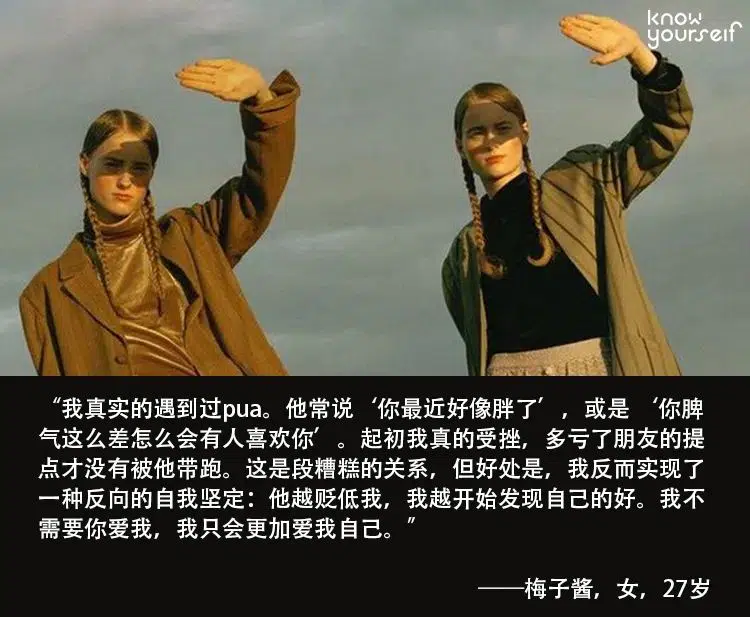 know
yourself
“我真实的遇到过pua。他常说‘你最近好像胖了’，或是‘你脾
气这么差怎么会有人喜欢你’。起初我真的受挫，多亏了朋友的提
点才没有被他带跑。这是段糟糕的关系，但好处是，我反而实现了
一种反向的自我坚定：他越贬低我，我越开始发现自己的好。我不
需要你爱我，我只会更加爱我自己。”
——梅子酱，女，27岁